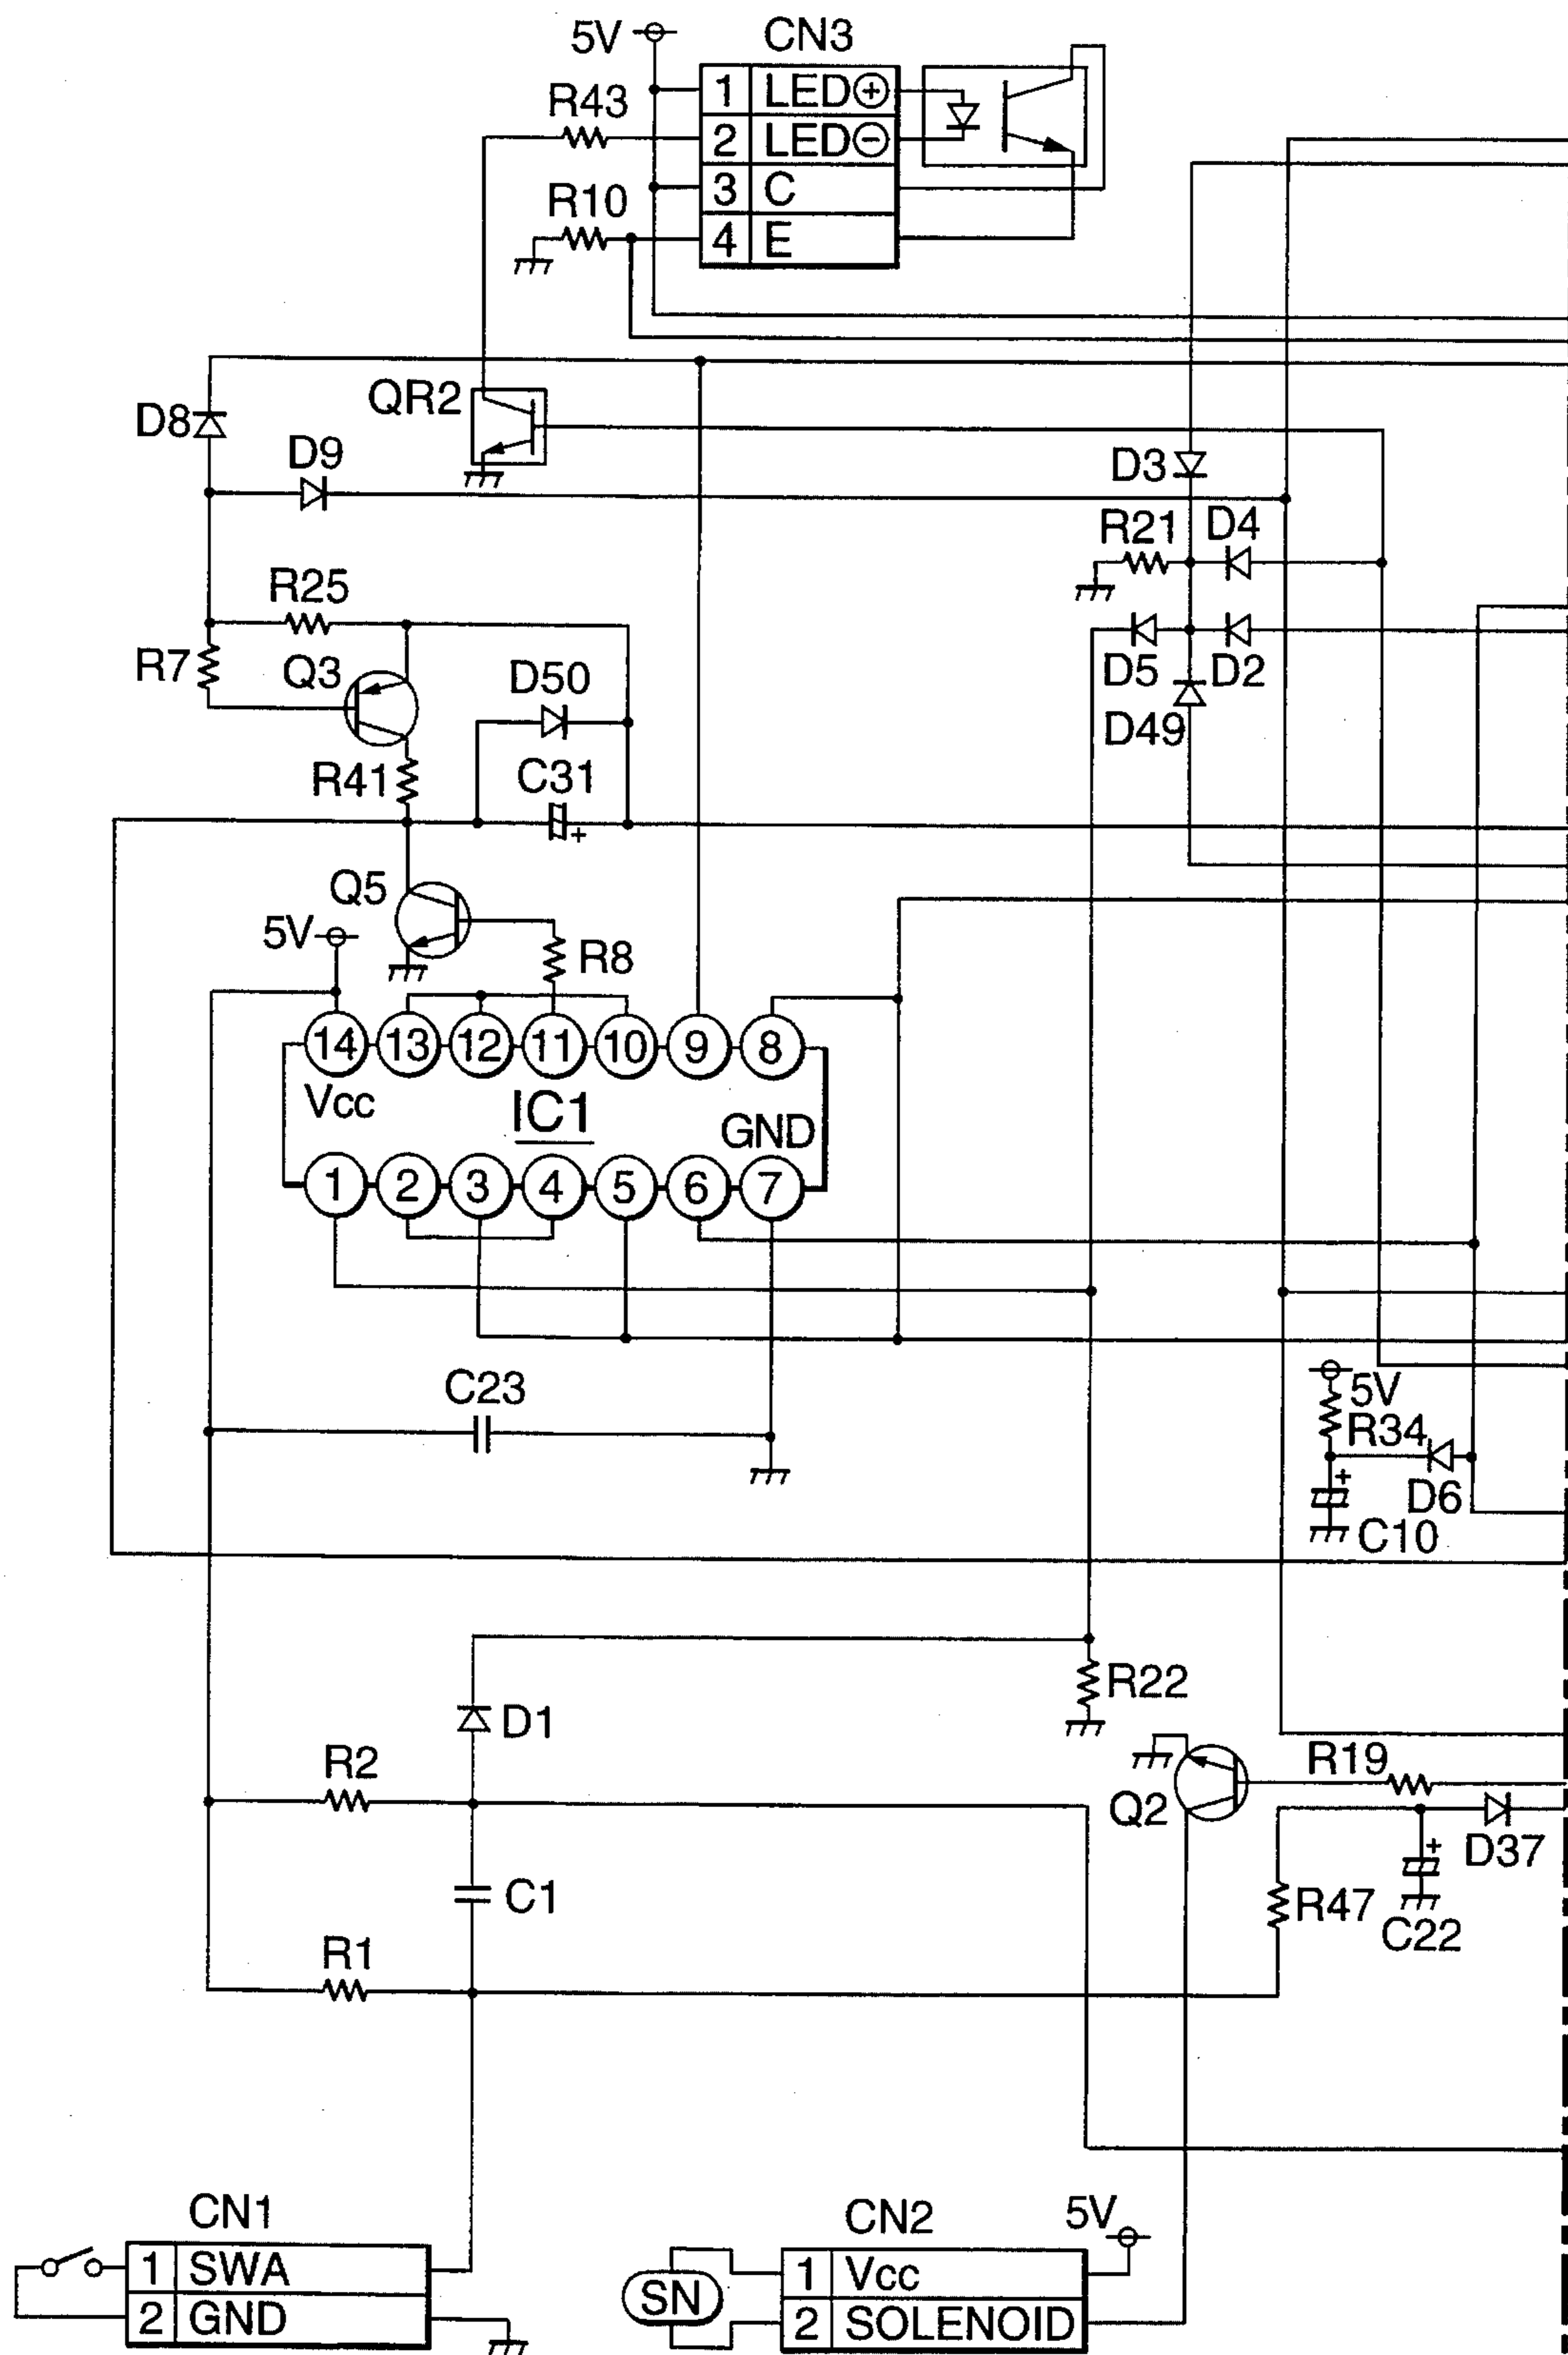 5V
CN3
R43
1 LED⊕
2 LED⊖
R10
3 C
4 E
QR2
D8
D9
D3
R21
D4
R25
R7
Q3
D50
D5
D2
D49
R41
C31
+
Q5
5V
R8
14 13 12 11 10 9 8
Vcc
IC1
GND
1 2 3 4 5 6 7
C23
5V
R34
+
D6
C10
R22
D1
R2
R19
Q2
+
D37
C1
R47
C22
R1
CN1
CN2
5V
1 SWA
2 GND
SN
1 Vcc
2 SOLENOID